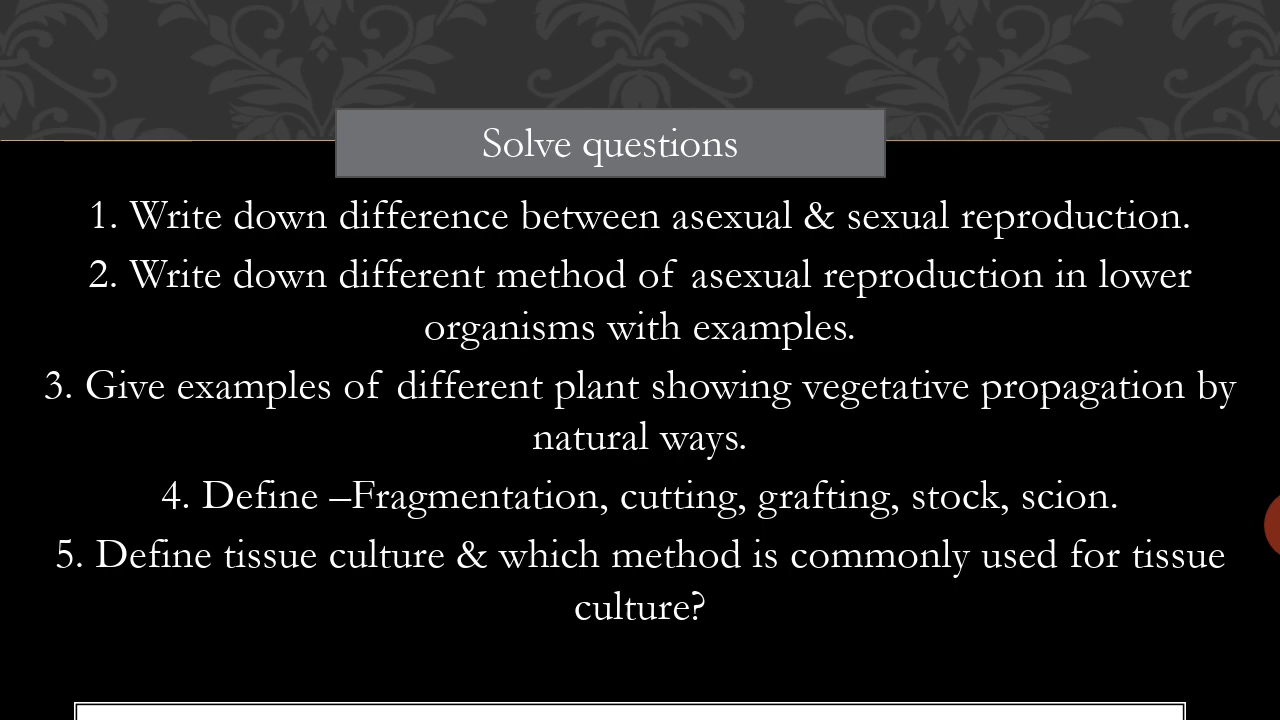 Solve questions
1. Write down difference between asexual & sexual reproduction.
2. Write down different method of asexual reproduction in lower
organisms with examples.
3. Give examples of different plant showing vegetative propagation by
natural ways.
4. Define –Fragmentation, cutting, grafting, stock, scion.
5. Define tissue culture & which method is commonly used for tissue
culture?